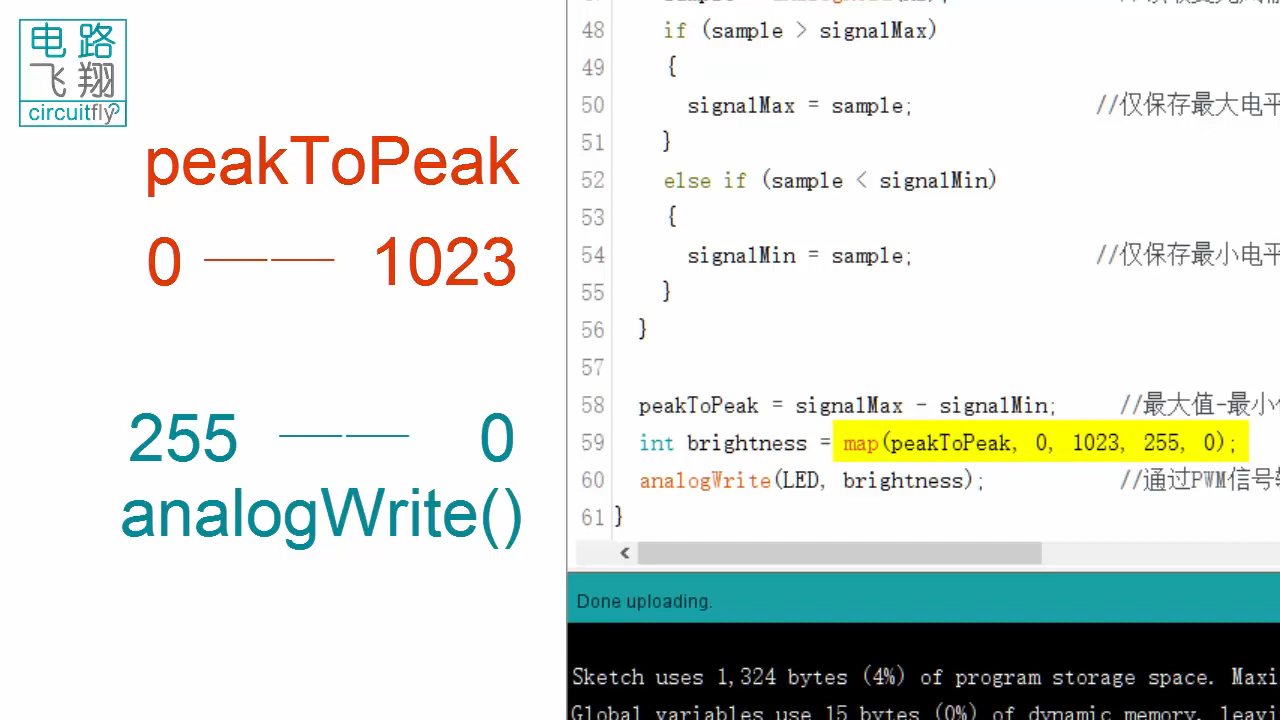 电路
飞翔
circuitfly
peakToPeak
0 —— 1023
255 —— 0
analogWrite()
48 if (sample > signalMax)
49 {
50 signalMax = sample; //仅保存最大电平
51 }
52 else if (sample < signalMin)
53 {
54 signalMin = sample; //仅保存最小电平
55 }
56 }
57
58 peakToPeak = signalMax - signalMin; //最大值-最小
59 int brightness = map(peakToPeak, 0, 1023, 255, 0);
60 analogWrite(LED, brightness); //通过PWM信号
61 }
Done uploading.
Sketch uses 1,324 bytes (4%) of program storage space. Maxi
Global variables use 15 bytes (0%) of dynamic memory, leavi